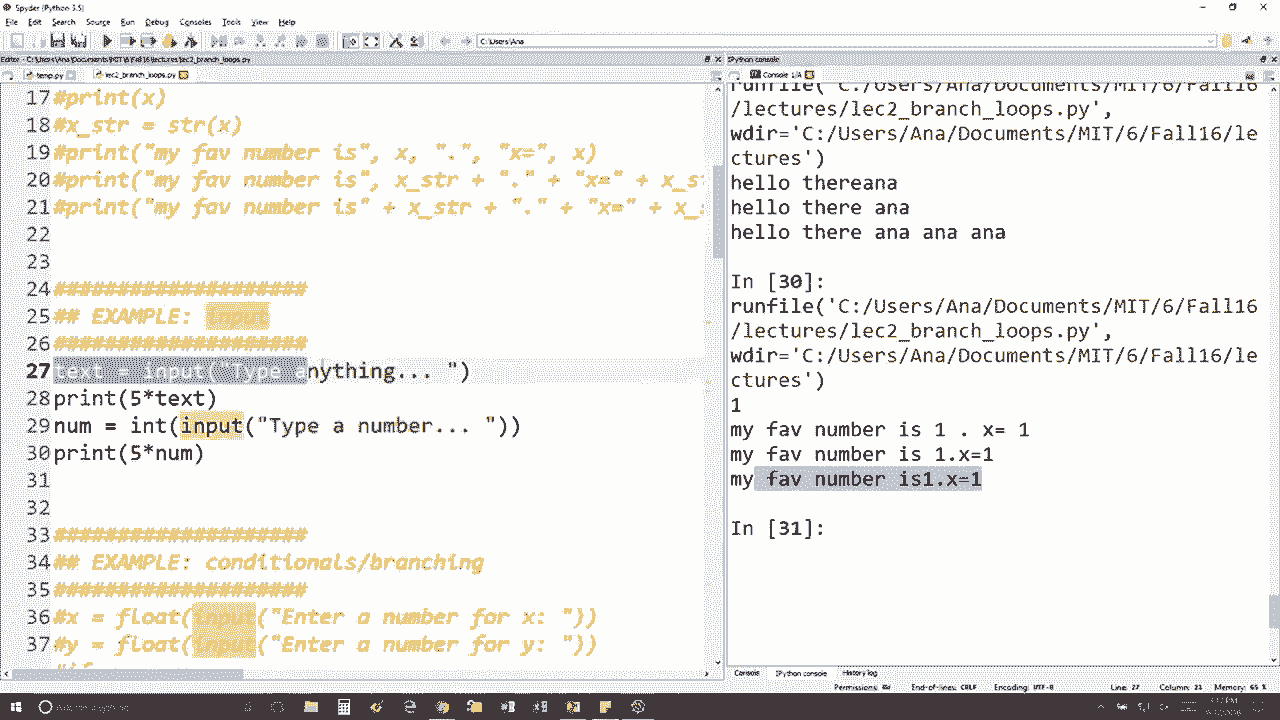 Spyder (Python 3.5)
File Edit Search Source Run Debug Consoles Tools View Help
C:\Users\Ana
Editor - C:\Users\Ana\Documents\MIT\6\Fall16\lectures\lec2_branch_loops.py
temp.py lec2_branch_loops.py
17 #print(x)
18 #x_str = str(x)
19 #print("my fav number is", x, ".", "x=", x)
20 #print("my fav number is", x_str + "." + "x=" + x_st
21 #print("my fav number is" + x_str + "." + "x=" + x_s
22
23
24 ####################
25 ## EXAMPLE: input
26 ####################
27 text = input("Type anything... ")
28 print(5*text)
29 num = int(input("Type a number... "))
30 print(5*num)
31
32
33 ####################
34 ## EXAMPLE: conditionals/branching
35 ####################
36 #x = float(input("Enter a number for x: "))
37 #y = float(input("Enter a number for y: "))
IPython console
Console 1/A
runfile('C:/Users/Ana/Documents/MIT/6/Fall16
/lectures/lec2_branch_loops.py',
wdir='C:/Users/Ana/Documents/MIT/6/Fall16/le
ctures')
hello thereana
hello there ana
hello there ana ana ana
In [30]:
runfile('C:/Users/Ana/Documents/MIT/6/Fall16
/lectures/lec2_branch_loops.py',
wdir='C:/Users/Ana/Documents/MIT/6/Fall16/le
ctures')
1
my fav number is 1 . x= 1
my fav number is 1.x=1
my fav number is1.x=1
In [31]:
Console IPython console History log
Permissions: RW End-of-lines: CRLF Encoding: UTF-8 Line: 27 Column: 21 Memory: 65 %